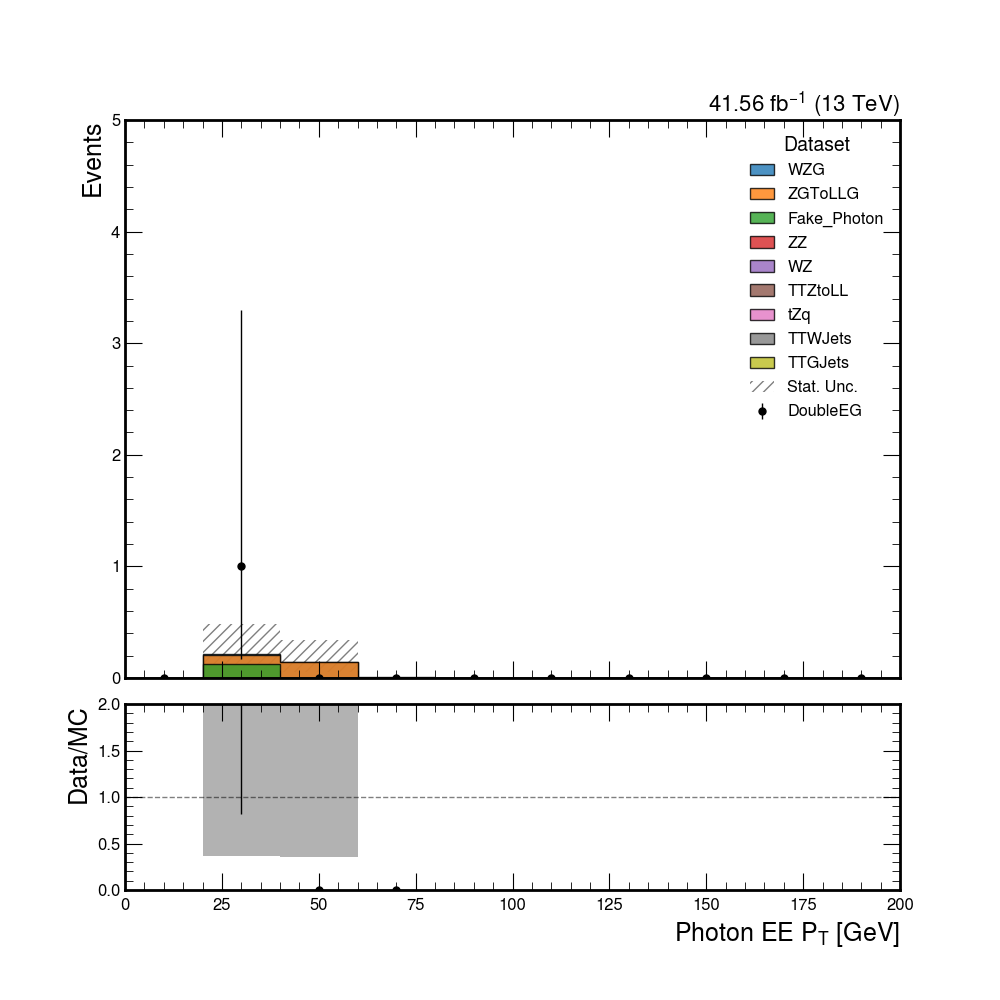 41.56 fb⁻¹ (13 TeV)
Events
5
4
3
2
1
0
Dataset
WZG
ZGToLLG
Fake_Photon
ZZ
WZ
TTZtoLL
tZq
TTWJets
TTGJets
Stat. Unc.
DoubleEG
Data/MC
2.0
1.5
1.0
0.5
0.0
0 25 50 75 100 125 150 175 200
Photon EE P_T [GeV]